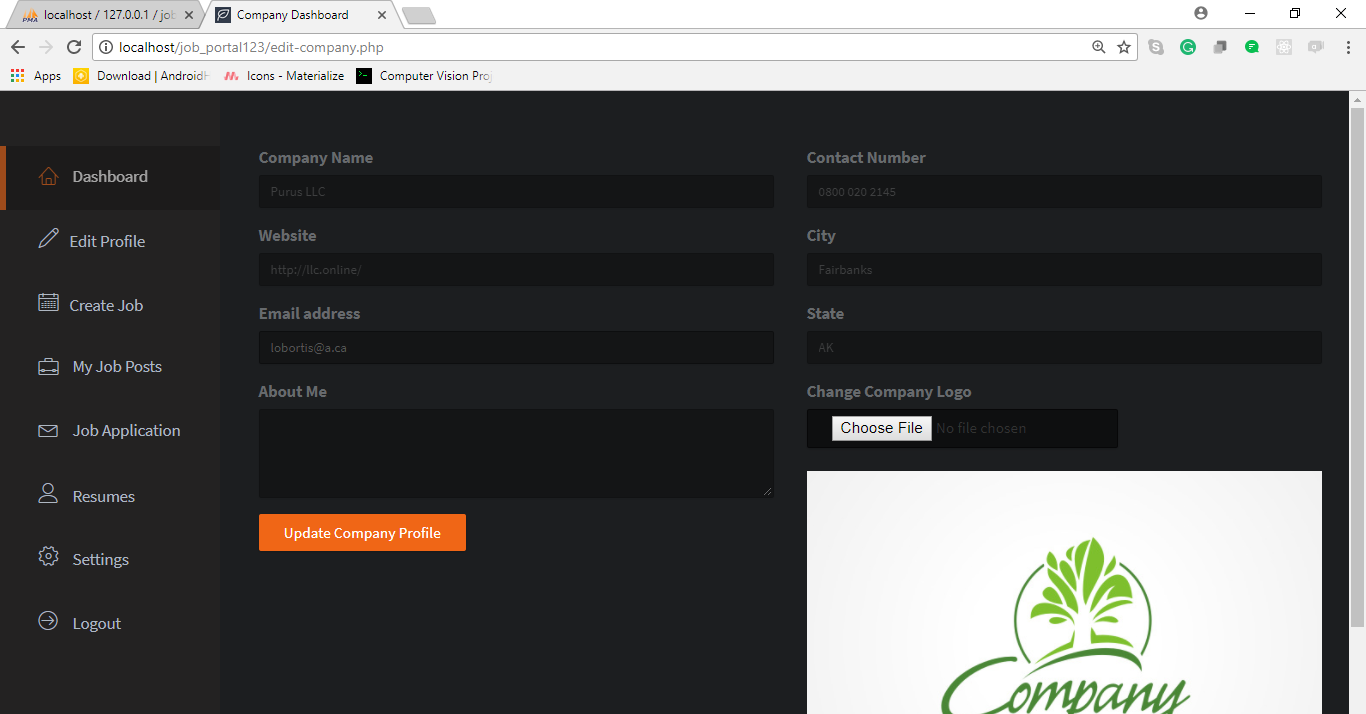 PMA localhost / 127.0.0.1 / job
Company Dashboard
localhost/job_portal123/edit-company.php
Apps
Download | AndroidH
Icons - Materialize
Computer Vision Proj
Dashboard
Edit Profile
Create Job
My Job Posts
Job Application
Resumes
Settings
Logout
Company Name
Purus LLC
Website
http://llc.online/
Email address
lobortis@a.ca
About Me
Update Company Profile
Contact Number
0800 020 2145
City
Fairbanks
State
AK
Change Company Logo
Choose File No file chosen
Company